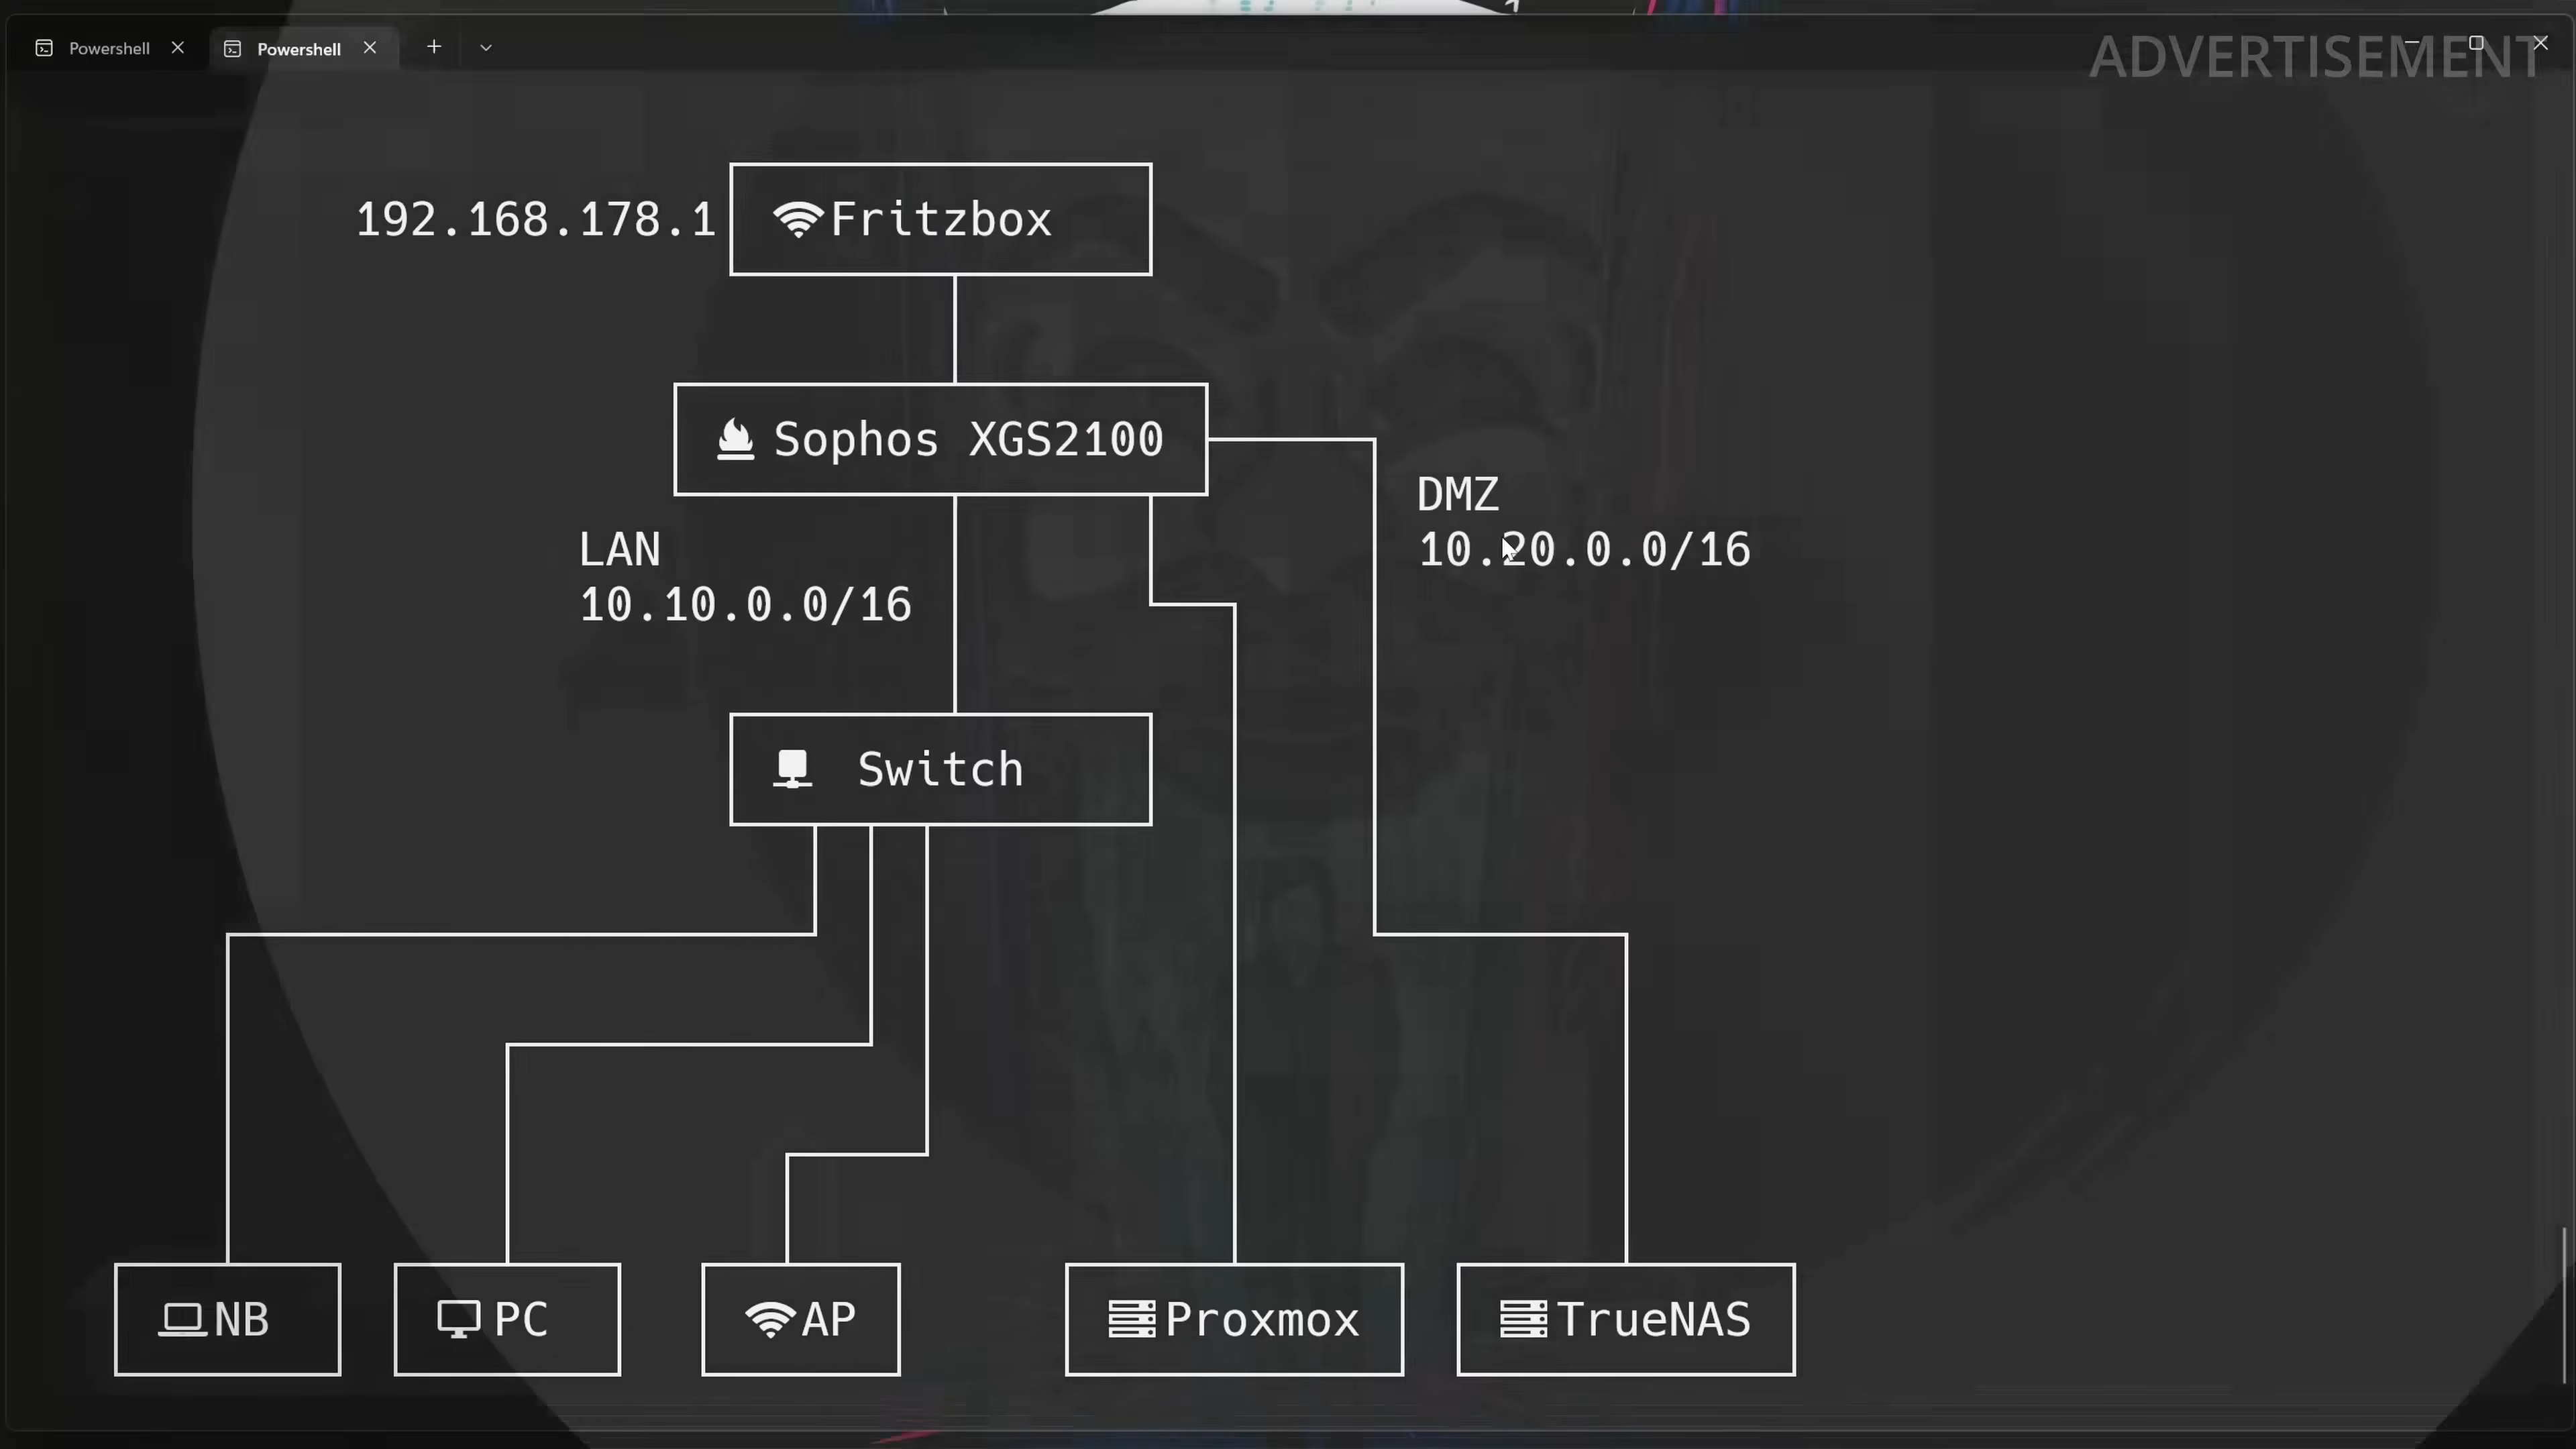 Powershell
Powershell
ADVERTISEMENT
192.168.178.1
Fritzbox
Sophos XGS2100
DMZ
10.20.0.0/16
LAN
10.10.0.0/16
Switch
NB
PC
AP
Proxmox
TrueNAS